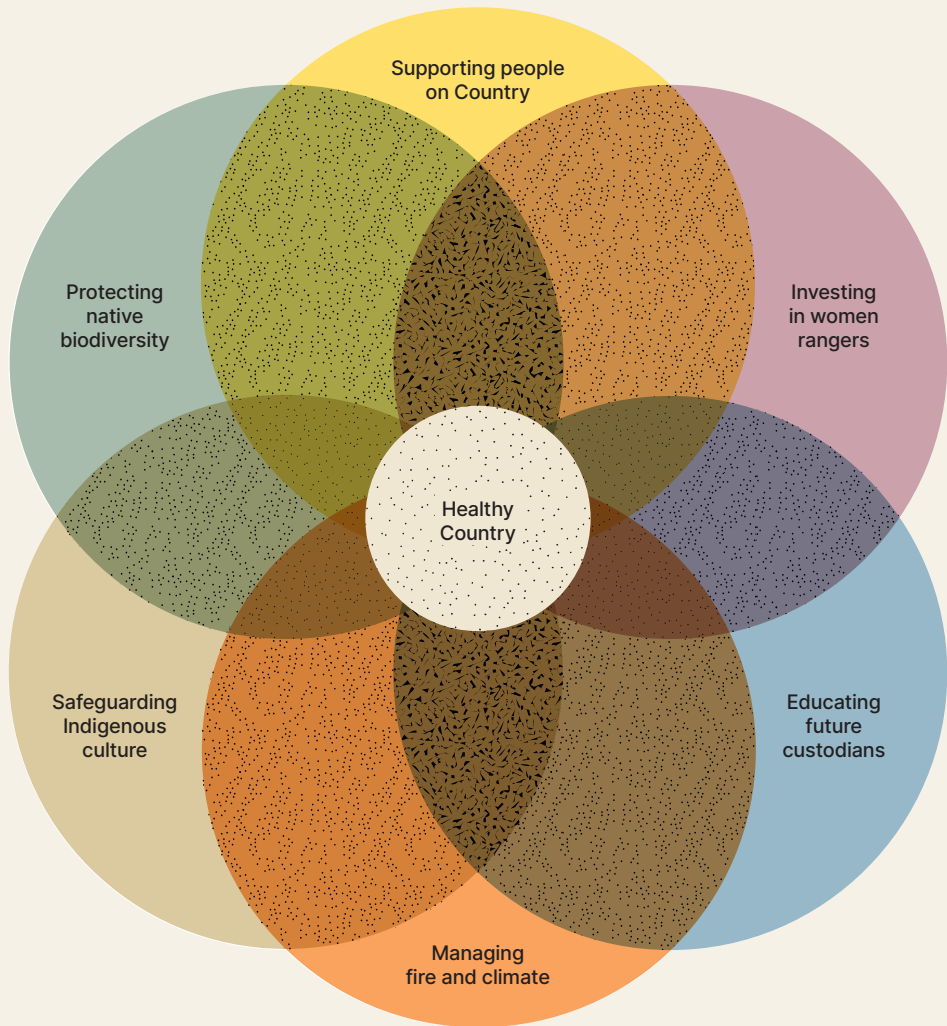 Supporting people
on Country
Protecting
native
biodiversity
Investing
in women
rangers
Healthy
Country
Safeguarding
Indigenous
culture
Educating
future
custodians
Managing
fire and climate